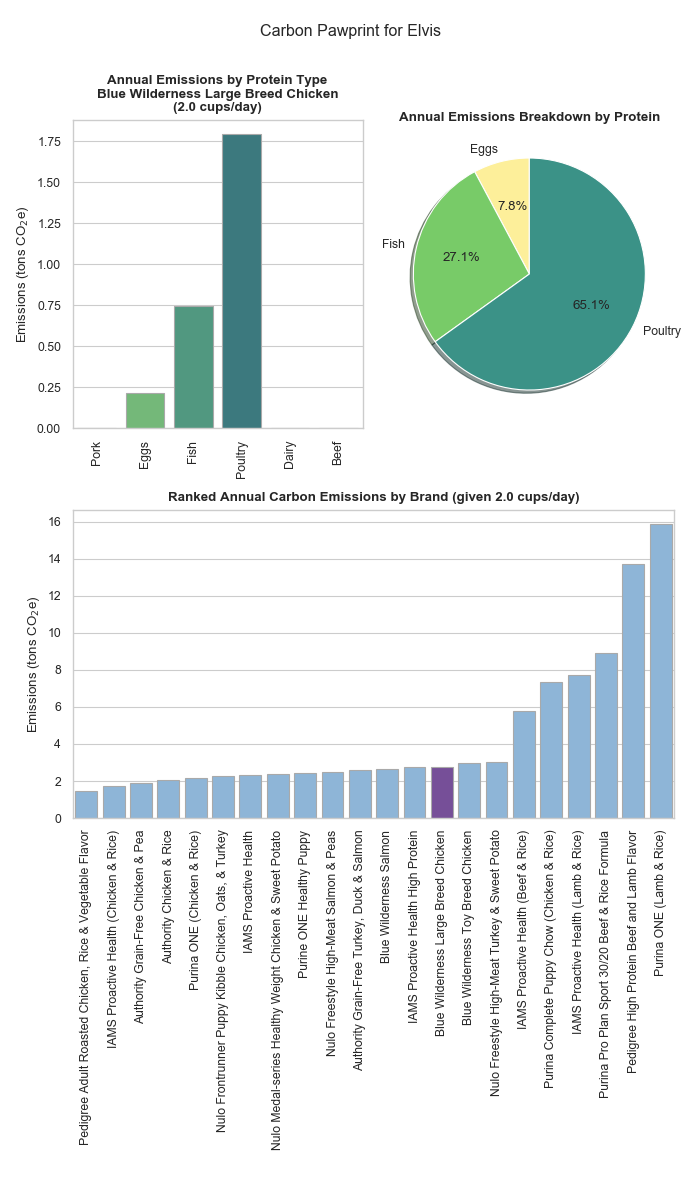 Carbon Pawprint for Elvis
Annual Emissions by Protein Type
Blue Wilderness Large Breed Chicken
(2.0 cups/day)
Emissions (tons CO2e)
1.75
1.50
1.25
1.00
0.75
0.50
0.25
0.00
Pork
Eggs
Fish
Poultry
Dairy
Beef
Annual Emissions Breakdown by Protein
Eggs
7.8%
Fish
27.1%
65.1%
Poultry
Ranked Annual Carbon Emissions by Brand (given 2.0 cups/day)
Emissions (tons CO2e)
16
14
12
10
8
6
4
2
0
Pedigree Adult Roasted Chicken, Rice & Vegetable Flavor
IAMS Proactive Health (Chicken & Rice)
Authority Grain-Free Chicken & Pea
Authority Chicken & Rice
Purina ONE (Chicken & Rice)
Nulo Frontrunner Puppy Kibble Chicken, Oats, & Turkey
IAMS Proactive Health
Nulo Medal-series Healthy Weight Chicken & Sweet Potato
Purine ONE Healthy Puppy
Nulo Freestyle High-Meat Salmon & Peas
Authority Grain-Free Turkey, Duck & Salmon
Blue Wilderness Salmon
IAMS Proactive Health High Protein
Blue Wilderness Large Breed Chicken
Blue Wilderness Toy Breed Chicken
Nulo Freestyle High-Meat Turkey & Sweet Potato
IAMS Proactive Health (Beef & Rice)
Purina Complete Puppy Chow (Chicken & Rice)
IAMS Proactive Health (Lamb & Rice)
Purina Pro Plan Sport 30/20 Beef & Rice Formula
Pedigree High Protein Beef and Lamb Flavor
Purina ONE (Lamb & Rice)